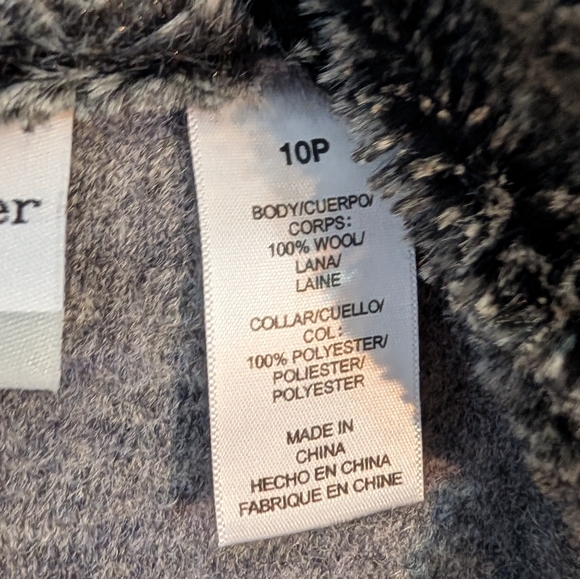 er
10P
BODY/CUERPO/
CORPS:
100% WOOL/
LANA/
LAINE
COLLAR/CUELLO/
COL:
100% POLYESTER/
POLIESTER/
POLYESTER
MADE IN
CHINA
HECHO EN CHINA
FABRIQUE EN CHINE